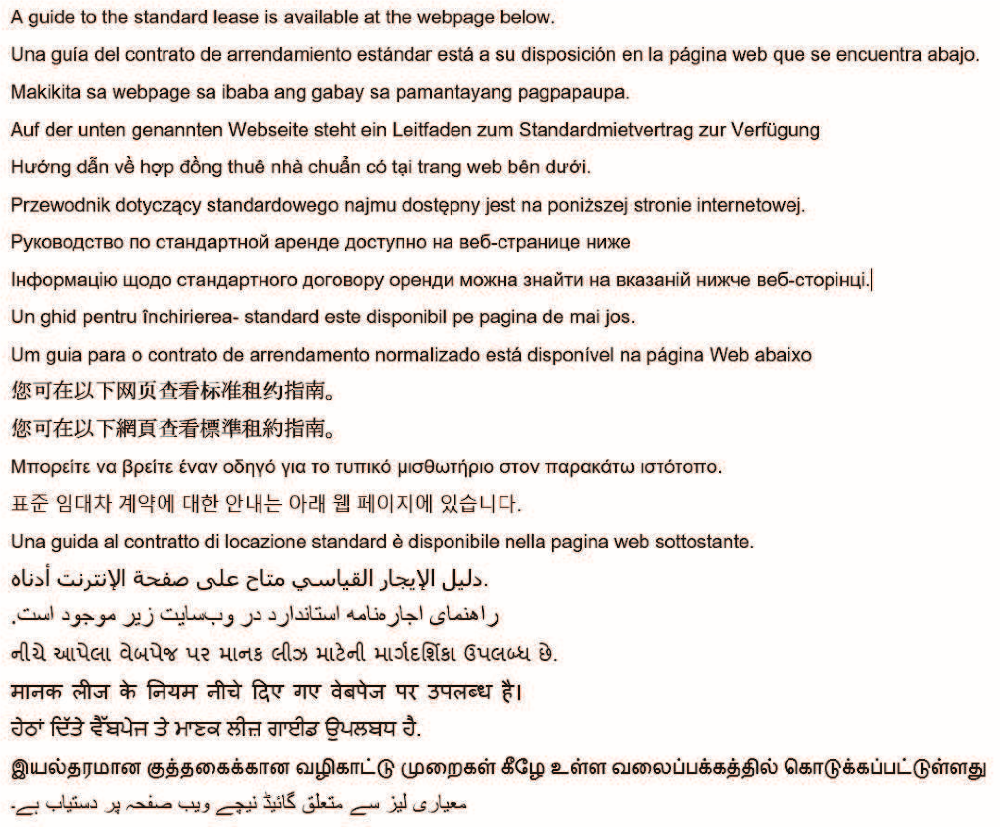 A guide to the standard lease is available at the webpage below.
Una guía del contrato de arrendamiento estándar está a su disposición en la página web que se encuentra abajo.
Makikita sa webpage sa ibaba ang gabay sa pamantayang pagpapaupa.
Auf der unten genannten Webseite steht ein Leitfaden zum Standardmietvertrag zur Verfügung
Hướng dẫn về hợp đồng thuê nhà chuẩn có tại trang web bên dưới.
Przewodnik dotyczący standardowego najmu dostępny jest na poniższej stronie internetowej.
Руководство по стандартной аренде доступно на веб-странице ниже
Інформацію щодо стандартного договору оренди можна знайти на вказаній нижче веб-сторінці.
Un ghid pentru închirierea- standard este disponibil pe pagina de mai jos.
Um guia para o contrato de arrendamento normalizado está disponível na página Web abaixo
您可在以下网页查看标准租约指南。
您可在以下網頁查看標準租約指南。
Μπορείτε να βρείτε έναν οδηγό για το τυπικό μισθωτήριο στον παρακάτω ιστότοπο.
표준 임대차 계약에 대한 안내는 아래 웹 페이지에 있습니다.
Una guida al contratto di locazione standard è disponibile nella pagina web sottostante.
دليل الإيجار القياسي متاح على صفحة الإنترنت أدناه.
راهنمای اجاره‌نامه استاندارد در وب‌سایت زیر موجود است.
નીચે આપેલા વેબપેજ પર માનક લીઝ માટેની માર્ગદર્શિકા ઉપલબ્ધ છે.
मानक लीज के नियम नीचे दिए गए वेबपेज पर उपलब्ध है।
ਹੇਠਾਂ ਦਿੱਤੇ ਵੈੱਬਪੇਜ ਤੇ ਮਾਣਕ ਲੀਜ਼ ਗਾਈਡ ਉਪਲਬਧ ਹੈ.
இயல்தரமான குத்தகைக்கான வழிகாட்டு முறைகள் கீழே உள்ள வலைப்பக்கத்தில் கொடுக்கப்பட்டுள்ளது
معیاری لیز سے متعلق گائیڈ نیچے ویب صفحہ پر دستیاب ہے۔